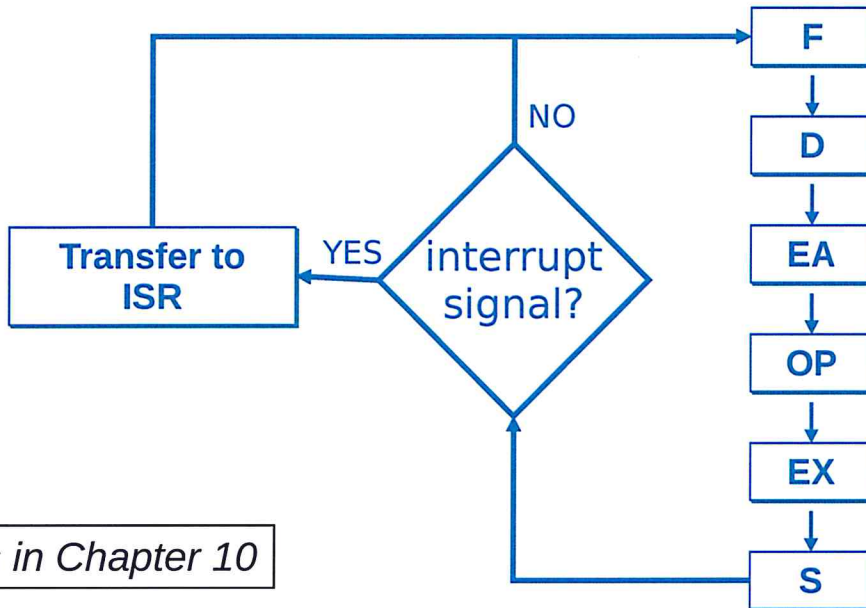 F
NO
D
Transfer to
ISR
YES
interrupt
signal?
EA
OP
EX
in Chapter 10
S